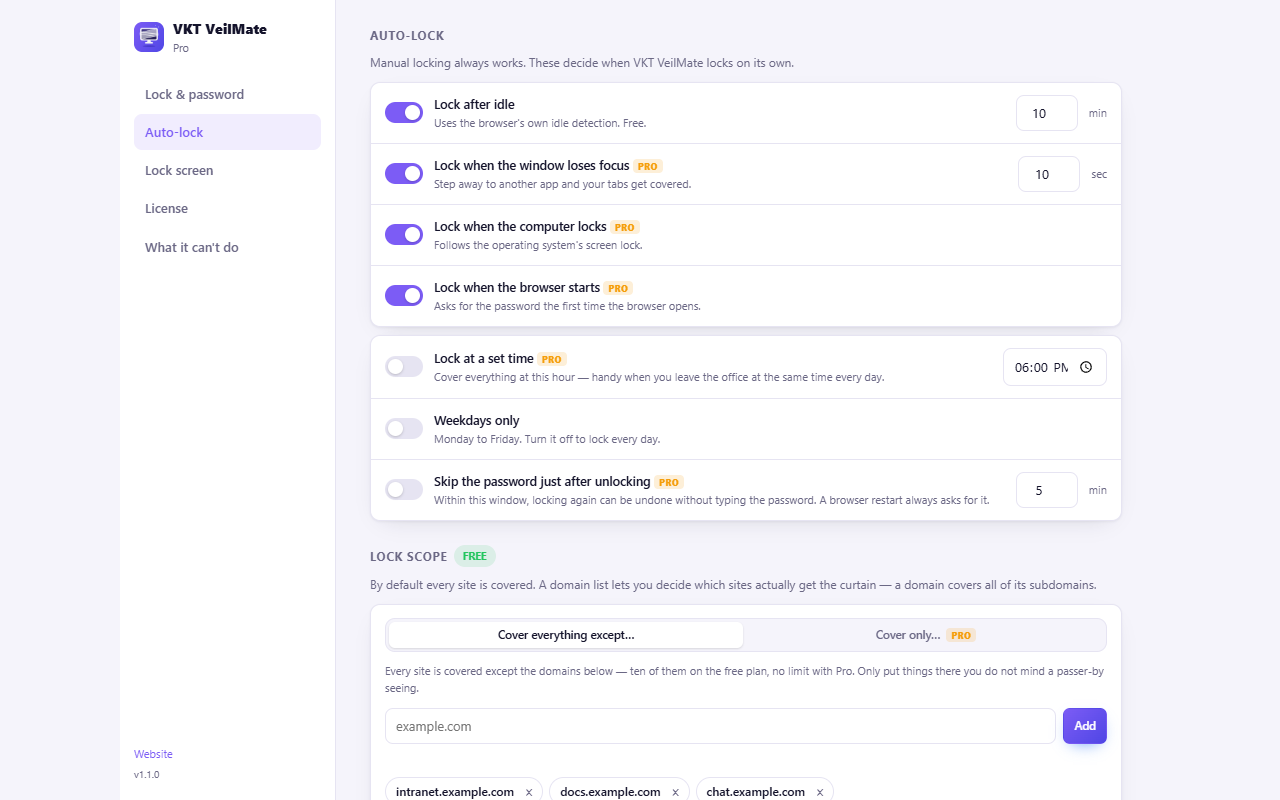 VKT VeilMate
Pro
Lock & password
Auto-lock
Lock screen
License
What it can't do
Website
v1.1.0
AUTO-LOCK
Manual locking always works. These decide when VKT VeilMate locks on its own.
Lock after idle
Uses the browser's own idle detection. Free.
10 min
Lock when the window loses focus PRO
Step away to another app and your tabs get covered.
10 sec
Lock when the computer locks PRO
Follows the operating system's screen lock.
Lock when the browser starts PRO
Asks for the password the first time the browser opens.
Lock at a set time PRO
Cover everything at this hour — handy when you leave the office at the same time every day.
06:00 PM
Weekdays only
Monday to Friday. Turn it off to lock every day.
Skip the password just after unlocking PRO
Within this window, locking again can be undone without typing the password. A browser restart always asks for it.
5 min
LOCK SCOPE FREE
By default every site is covered. A domain list lets you decide which sites actually get the curtain — a domain covers all of its subdomains.
Cover everything except...
Cover only... PRO
Every site is covered except the domains below — ten of them on the free plan, no limit with Pro. Only put things there you do not mind a passer-by
seeing.
example.com
Add
intranet.example.com ×
docs.example.com ×
chat.example.com ×